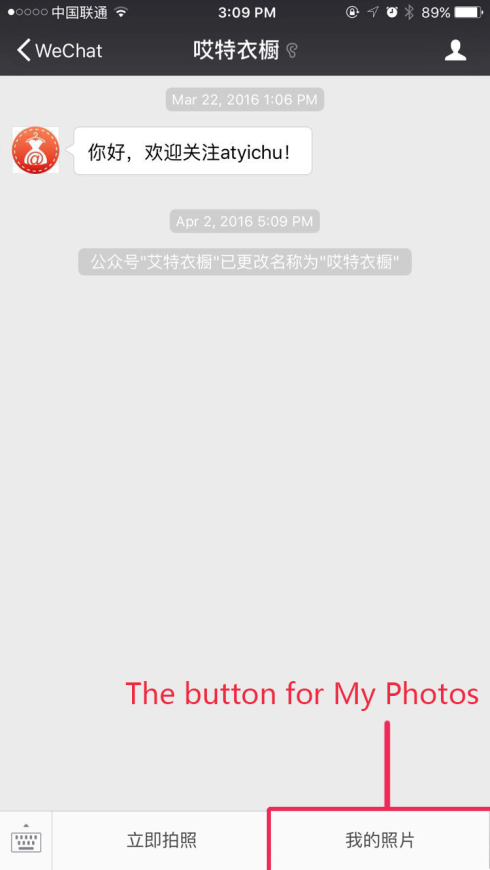 中国联通 3:09 PM 89%
WeChat 哎特衣橱
Mar 22, 2016 1:06 PM
你好，欢迎关注atyichu！
Apr 2, 2016 5:09 PM
公众号"艾特衣橱"已更改名称为"哎特衣橱"
The button for My Photos
立即拍照 我的照片